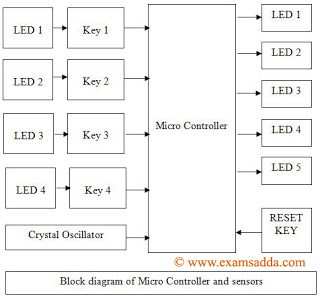 LED 1
Key 1
LED 2
Key 2
LED 3
Key 3
LED 4
Key 4
Crystal Oscillator
Micro Controller
LED 1
LED 2
LED 3
LED 4
LED 5
RESET
KEY
© www.examsadda.com
Block diagram of Micro Controller and sensors